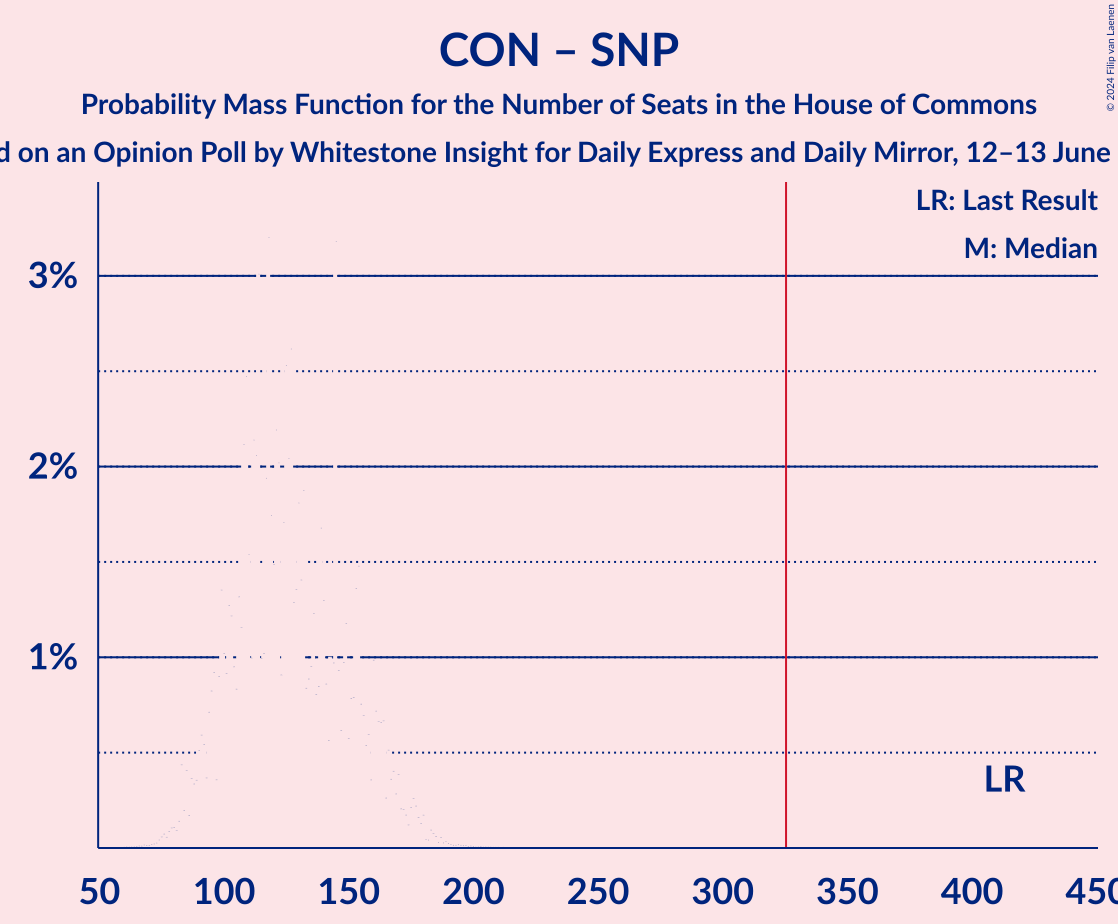 CON – SNP
Probability Mass Function for the Number of Seats in the House of Commons
on an Opinion Poll by Whitestone Insight for Daily Express and Daily Mirror, 12–13 June
© 2024 Filip van Laenen
LR: Last Result
M: Median
3%
2%
1%
LR
50 100 150 200 250 300 350 400 450